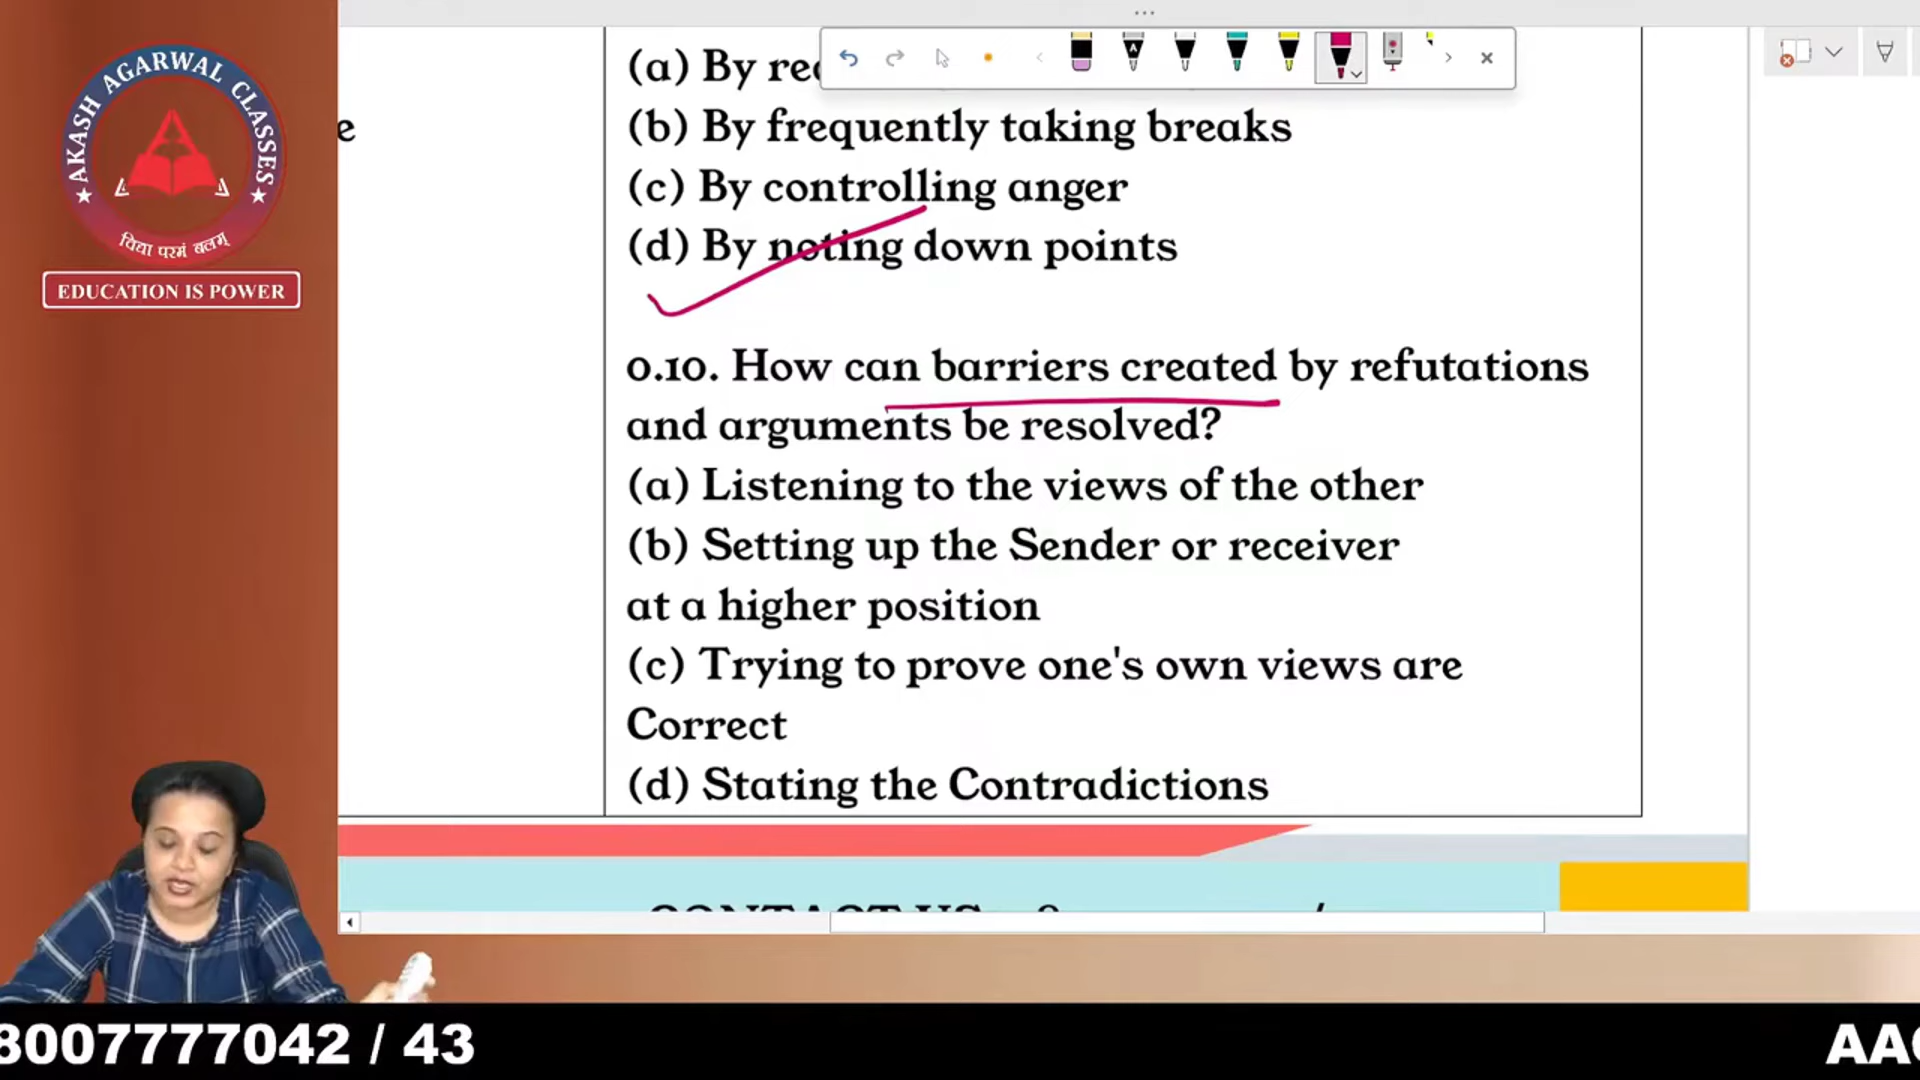 AKASH AGARWAL CLASSES
विद्या परमं बलम्
EDUCATION IS POWER
e
(a) By
(b) By frequently taking breaks
(c) By controlling anger
(d) By noting down points
0.10. How can barriers created by refutations
and arguments be resolved?
(a) Listening to the views of the other
(b) Setting up the Sender or receiver
at a higher position
(c) Trying to prove one's own views are
Correct
(d) Stating the Contradictions
8007777042 / 43